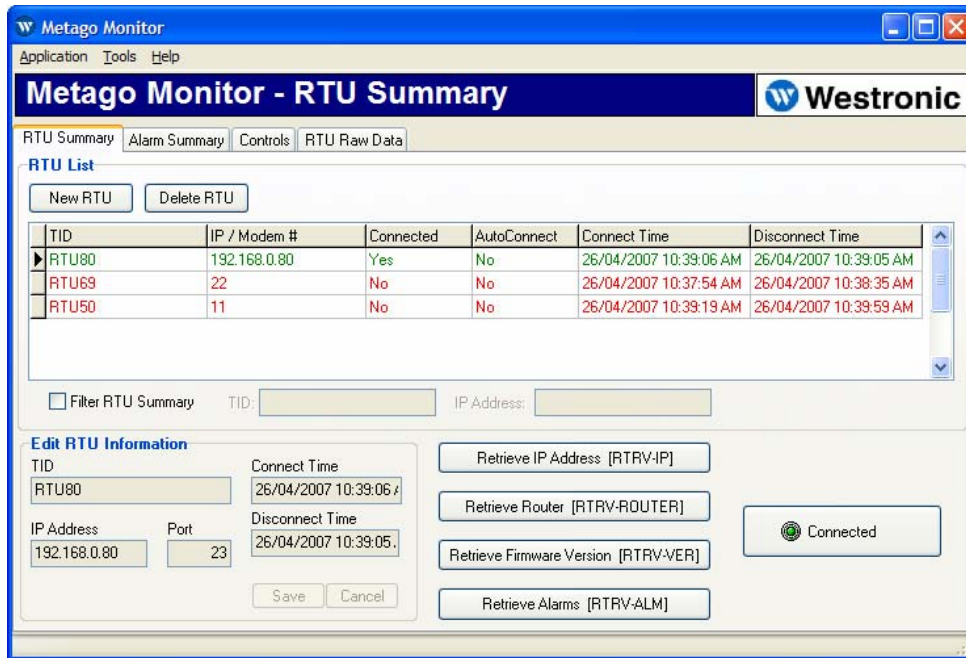 Metago Monitor
Application Tools Help
Metago Monitor - RTU Summary
W Westronic
RTU Summary Alarm Summary Controls RTU Raw Data
RTU List
New RTU Delete RTU
TID IP / Modem # Connected AutoConnect Connect Time Disconnect Time
RTU80 192.168.0.80 Yes No 26/04/2007 10:39:06 AM 26/04/2007 10:39:05 AM
RTU69 22 No No 26/04/2007 10:37:54 AM 26/04/2007 10:38:35 AM
RTU50 11 No No 26/04/2007 10:39:19 AM 26/04/2007 10:39:59 AM
Filter RTU Summary TID: IP Address:
Edit RTU Information
TID Connect Time
RTU80 26/04/2007 10:39:06
IP Address Port Disconnect Time
192.168.0.80 23 26/04/2007 10:39:05
Save Cancel
Retrieve IP Address [RTRV-IP]
Retrieve Router [RTRV-ROUTER]
Retrieve Firmware Version [RTRV-VER]
Retrieve Alarms [RTRV-ALM]
Connected